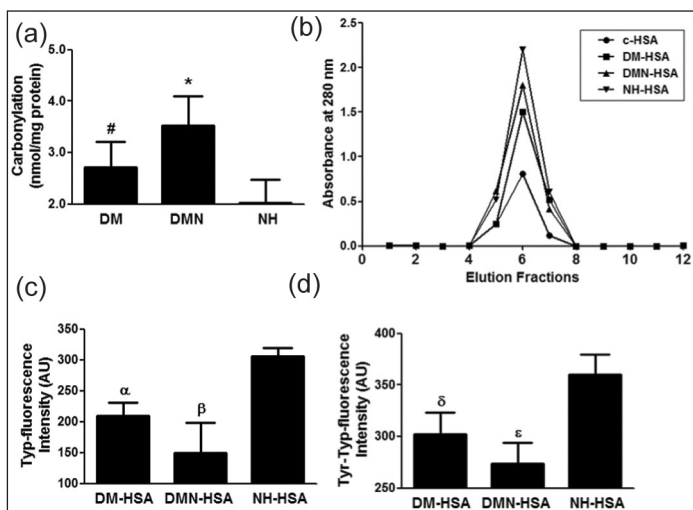 (a)
Carbonylation
(nmol/mg protein)
4.0
3.0
2.0
#
*
DM
DMN
NH
(b)
Absorbance at 280 nm
2.5
2.0
1.5
1.0
0.5
0.0
c-HSA
DM-HSA
DMN-HSA
NH-HSA
0 2 4 6 8 10 12
Elution Fractions
(c)
Typ-fluorescence
Intensity (AU)
350
300
250
200
150
100
α
β
DM-HSA
DMN-HSA
NH-HSA
(d)
Tyr-Typ-fluorescence
Intensity (AU)
400
350
300
250
δ
ε
DM-HSA
DMN-HSA
NH-HSA